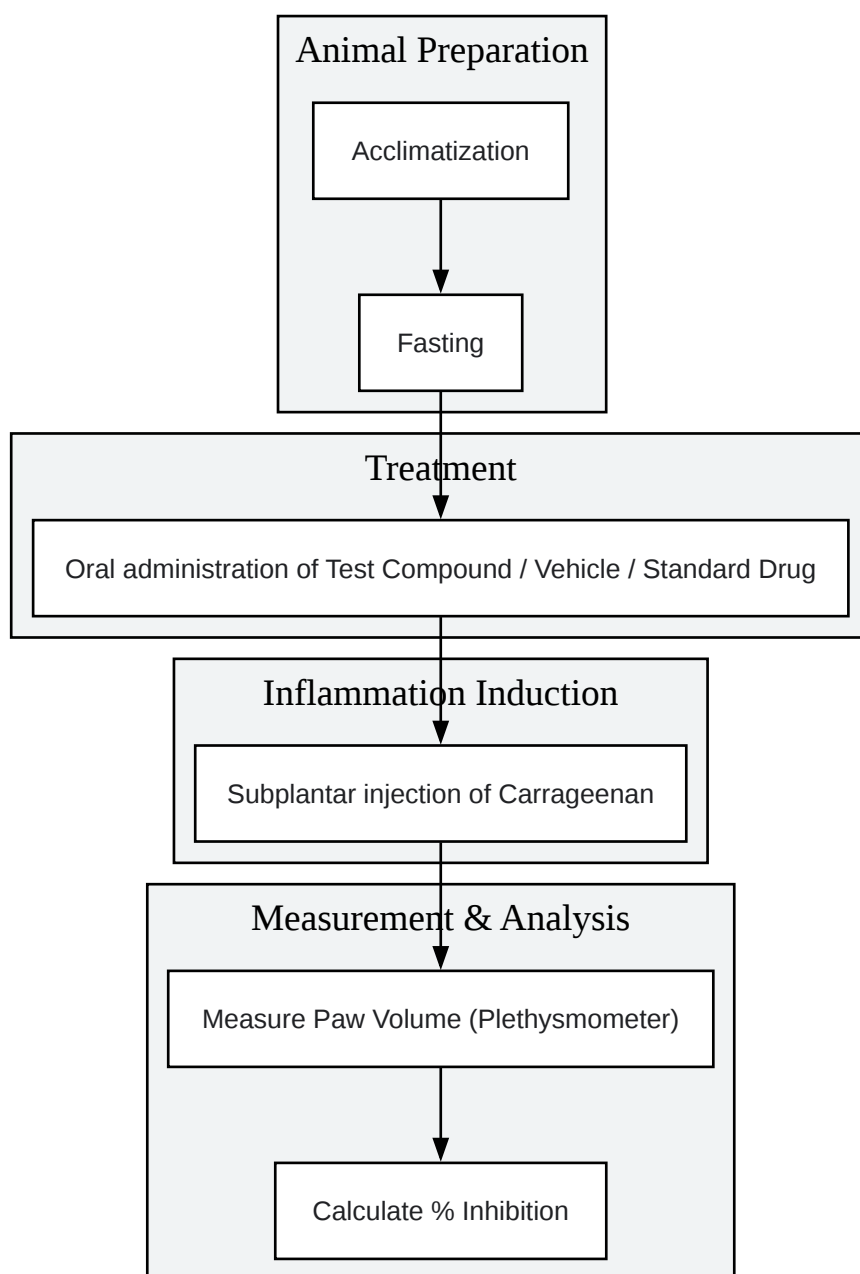 Animal Preparation
Acclimatization
Fasting
Treatment
Oral administration of Test Compound / Vehicle / Standard Drug
Inflammation Induction
Subplantar injection of Carrageenan
Measurement & Analysis
Measure Paw Volume (Plethysmometer)
Calculate % Inhibition